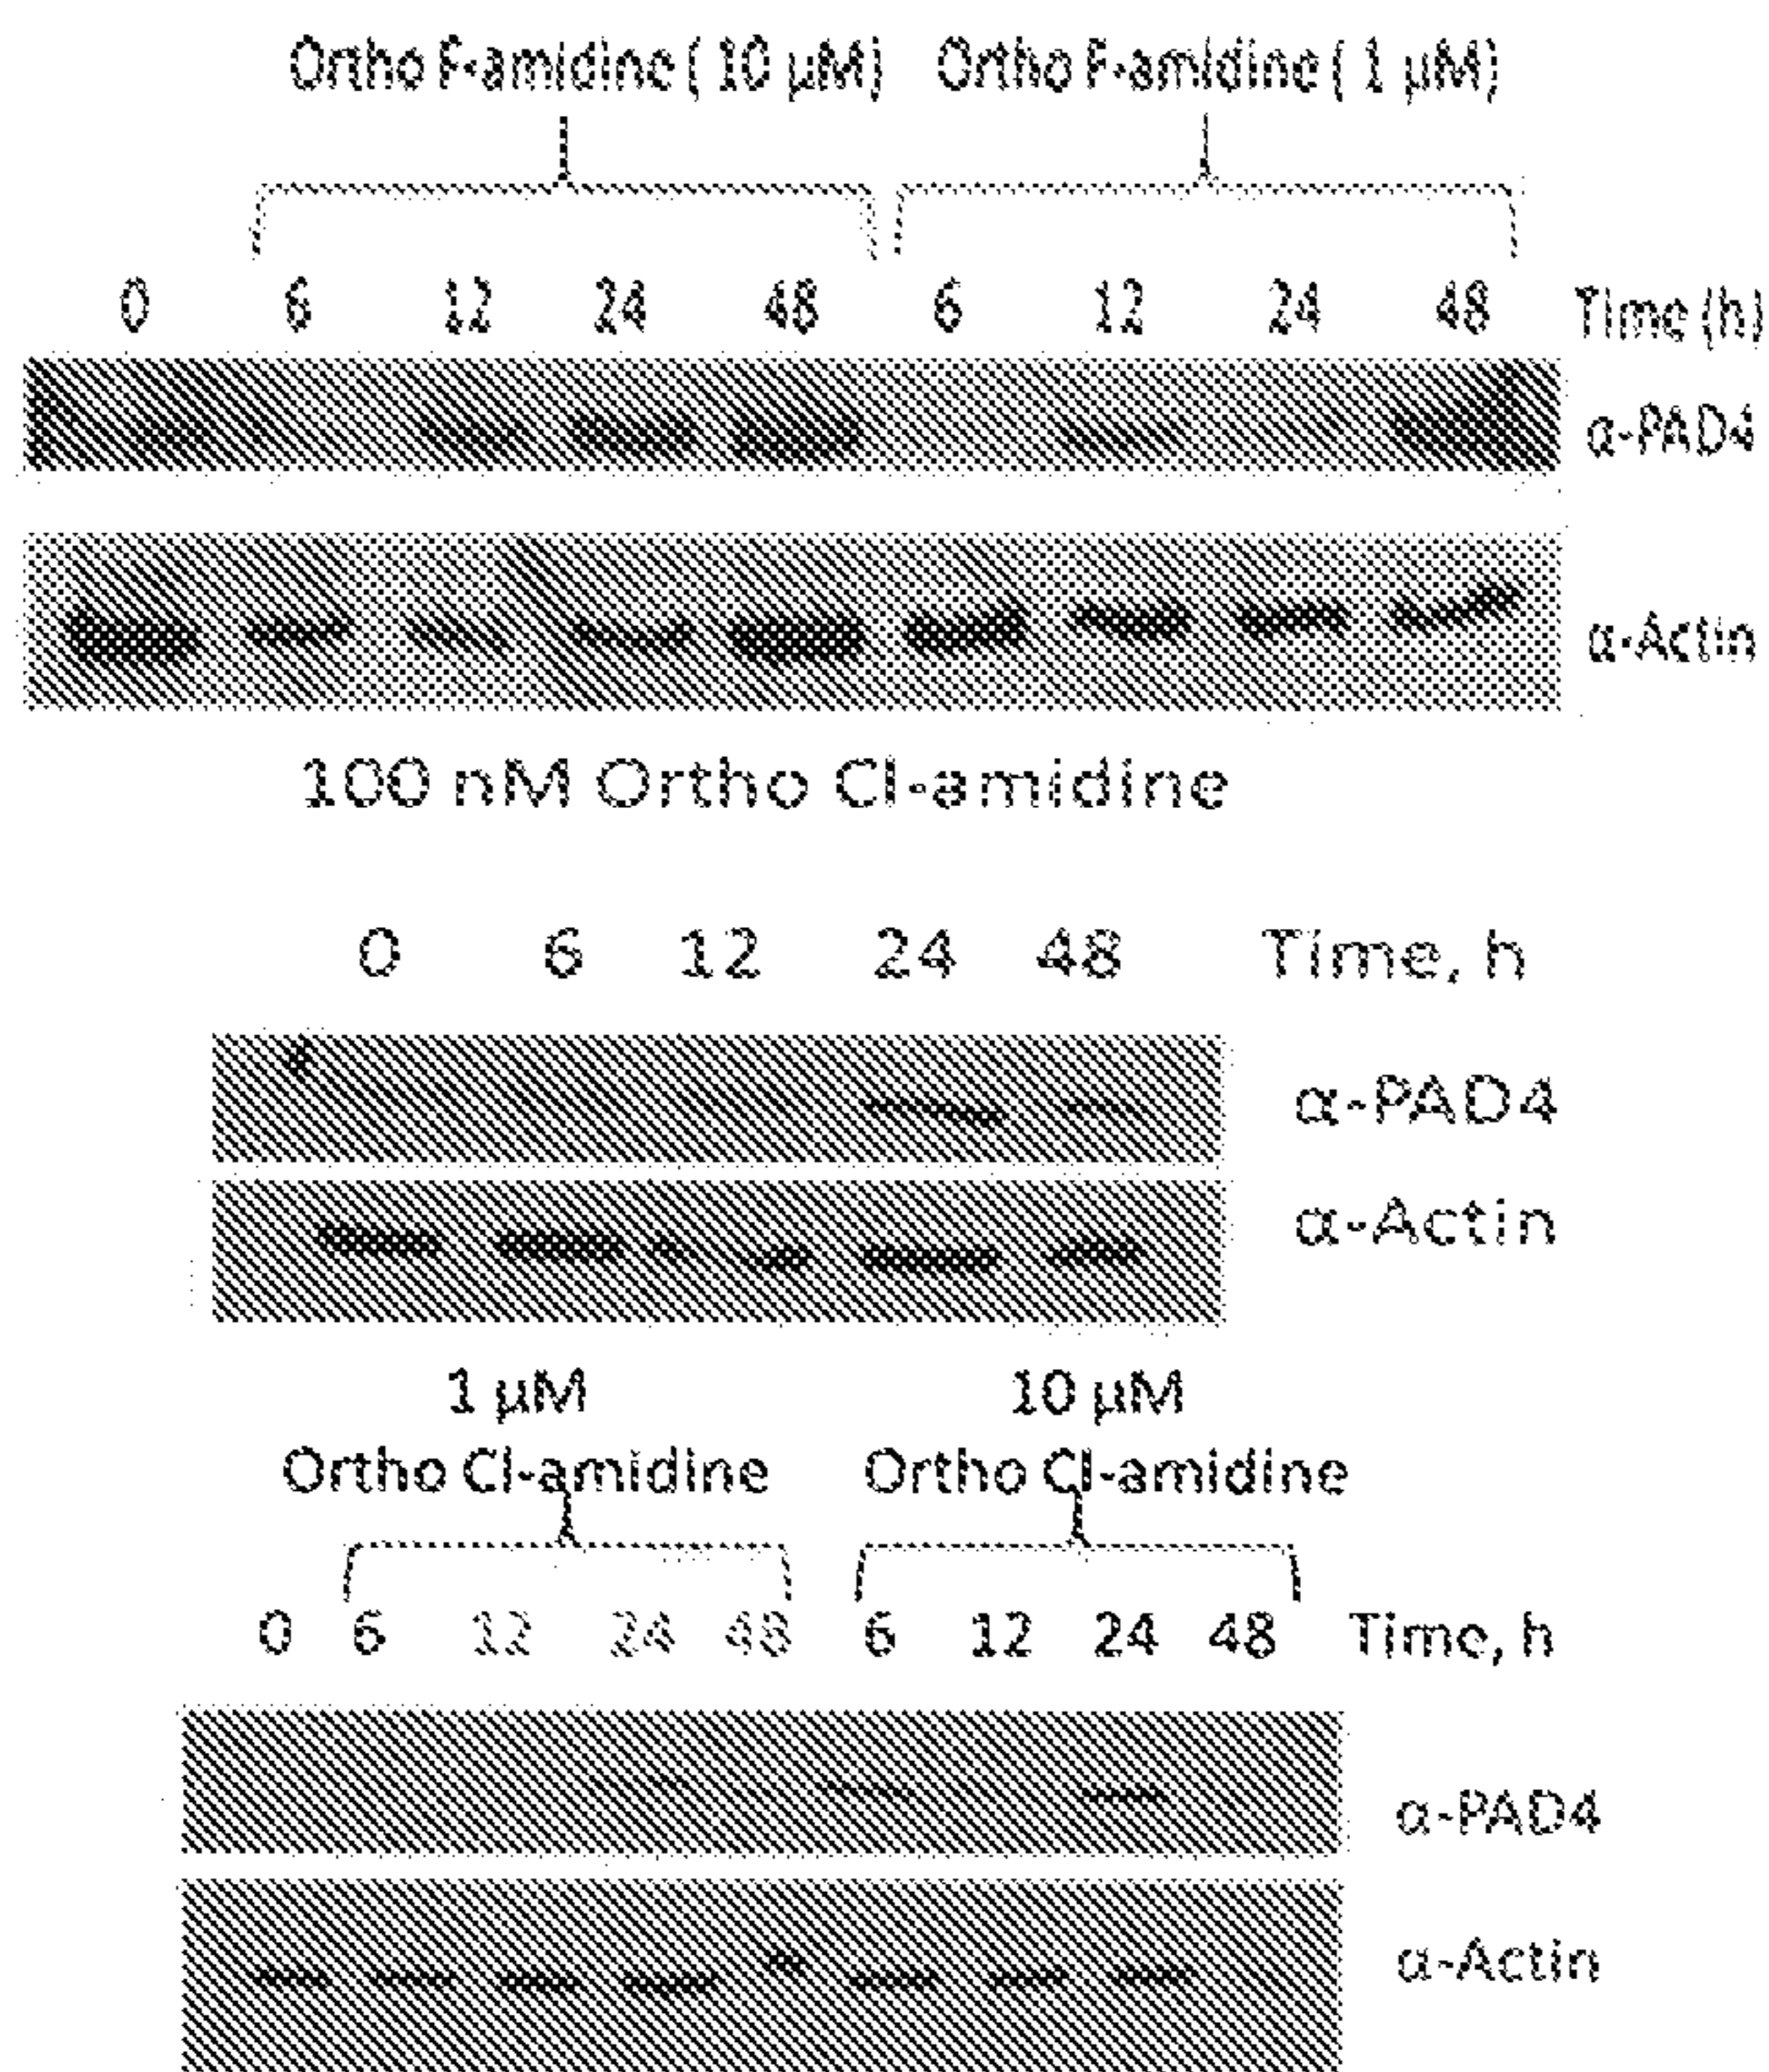 Ortho F-amidine ( 10 µM) Ortho F-amidine ( 1 µM)
0 6 12 24 48 6 12 24 48 Time (h)
α-PAD4
α-Actin
100 nM Ortho Cl-amidine
0 6 12 24 48 Time, h
α-PAD4
α-Actin
1 µM 10 µM
Ortho Cl-amidine Ortho Cl-amidine
0 6 12 24 48 6 12 24 48 Time, h
α-PAD4
α-Actin